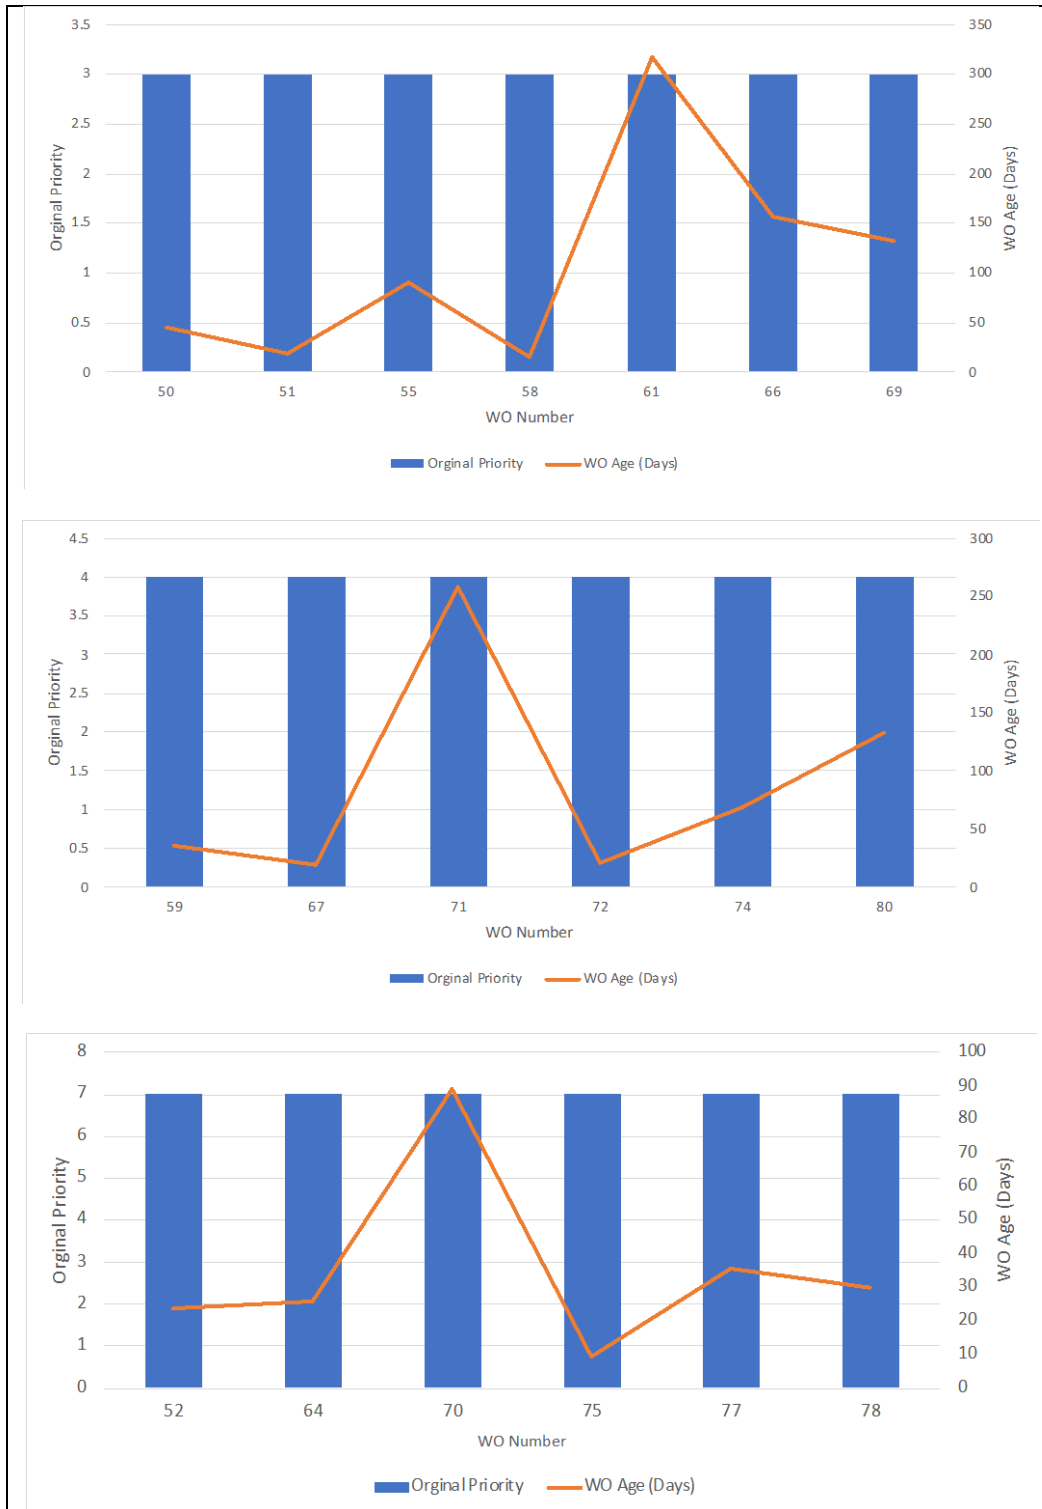 3.5 350
3 300
2.5 250
2 200
1.5 150
1 100
0.5 50
0 0
Orginal Priority
WO Age (Days)
50 51 55 58 61 66 69
WO Number
Orginal Priority WO Age (Days)
4.5 300
4 250
3.5 200
3 150
2.5 100
2 50
1.5 0
1
0.5
0
Orginal Priority
WO Age (Days)
59 67 71 72 74 80
WO Number
Orginal Priority WO Age (Days)
8 100
7 90
6 80
5 70
4 60
3 50
2 40
1 30
0 20
10
0
Orginal Priority
WO Age (Days)
52 64 70 75 77 78
WO Number
Orginal Priority WO Age (Days)